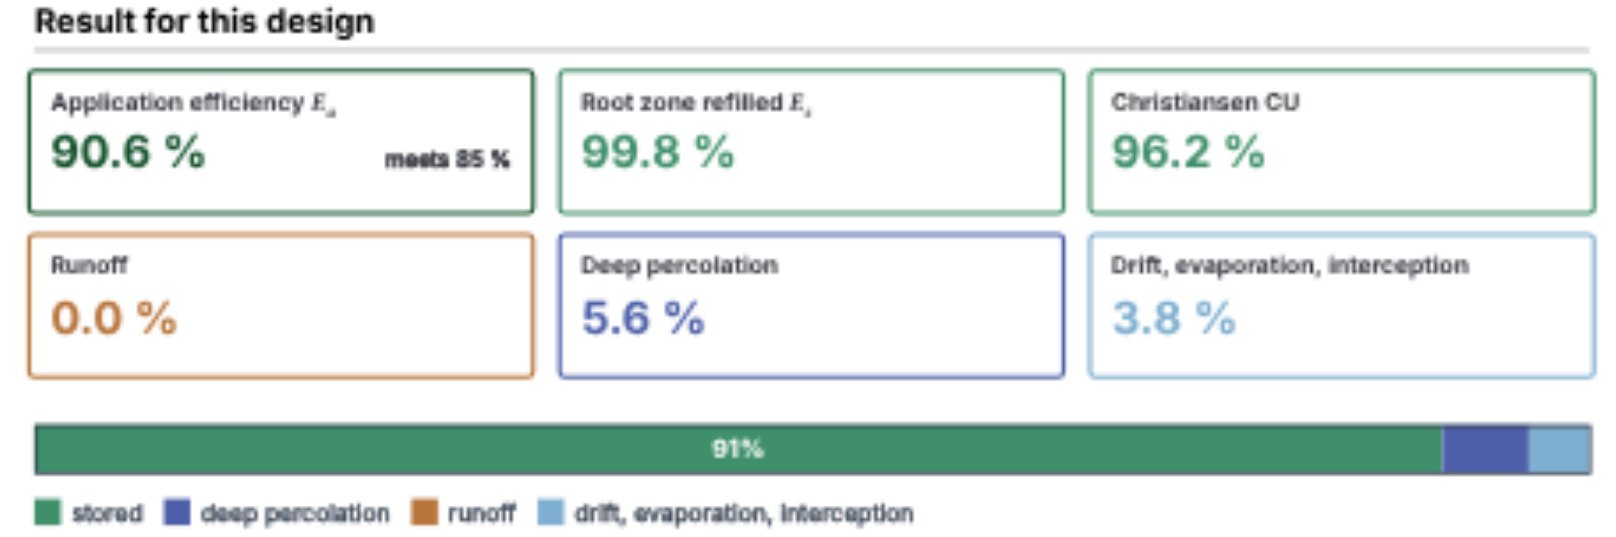 Result for this design
Application efficiency Eₐ
90.6 %
meets 85 %
Root zone refilled Eₛ
99.8 %
Christiansen CU
96.2 %
Runoff
0.0 %
Deep percolation
5.6 %
Drift, evaporation, interception
3.8 %
91%
stored
deep percolation
runoff
drift, evaporation, interception